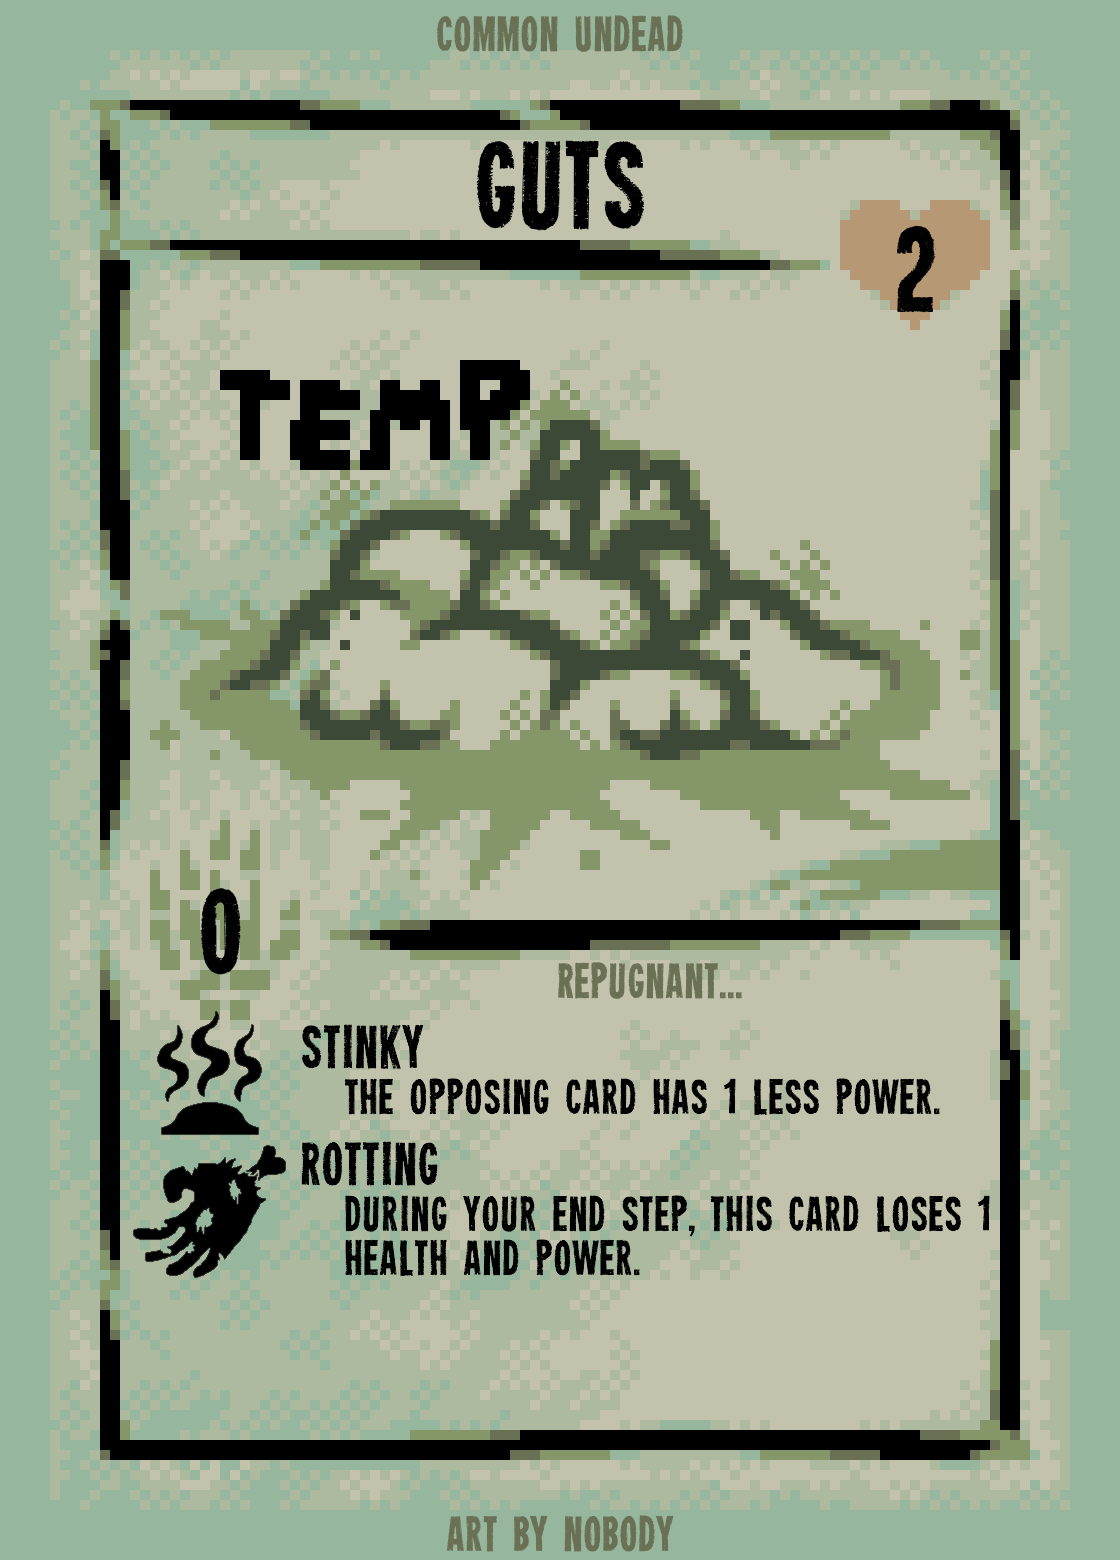 COMMON UNDEAD
GUTS
2
TEMP
0
REPUGNANT...
STINKY
THE OPPOSING CARD HAS 1 LESS POWER.
ROTTING
DURING YOUR END STEP, THIS CARD LOSES 1
HEALTH AND POWER.
ART BY NOBODY